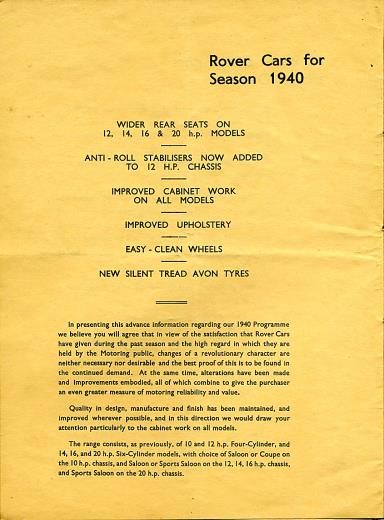 Rover Cars for
Season 1940
WIDER REAR SEATS ON
12, 14, 16 & 20 h.p. MODELS
ANTI-ROLL STABILISERS NOW ADDED
TO 12 H.P. CHASSIS
IMPROVED CABINET WORK
ON ALL MODELS
IMPROVED UPHOLSTERY
EASY-CLEAN WHEELS
NEW SILENT TREAD AVON TYRES
In presenting this advance information regarding our 1940 Programme
we believe you will agree that in view of the satisfaction that Rover Cars
have given during the past season and the high regard in which they are
held by the Motoring public, changes of a revolutionary character are
neither necessary nor desirable and the best proof of this is to be found in
the continued demand. At the same time, alterations have been made
and improvements embodied, all of which combine to give the purchaser
an even greater measure of motoring reliability and value.
Quality in design, manufacture and finish has been maintained, and
improved wherever possible, and in this direction we would draw your
attention particularly to the cabinet work on all models.
The range consists, as previously, of 10 and 12 h.p. Four-Cylinder, and
14, 16, and 20 h.p. Six-Cylinder models, with choice of Saloon or Coupe on
the 10 h.p. chassis, and Saloon or Sports Saloon on the 12, 14, 16 h.p. chassis,
and Sports Saloon on the 20 h.p. chassis.